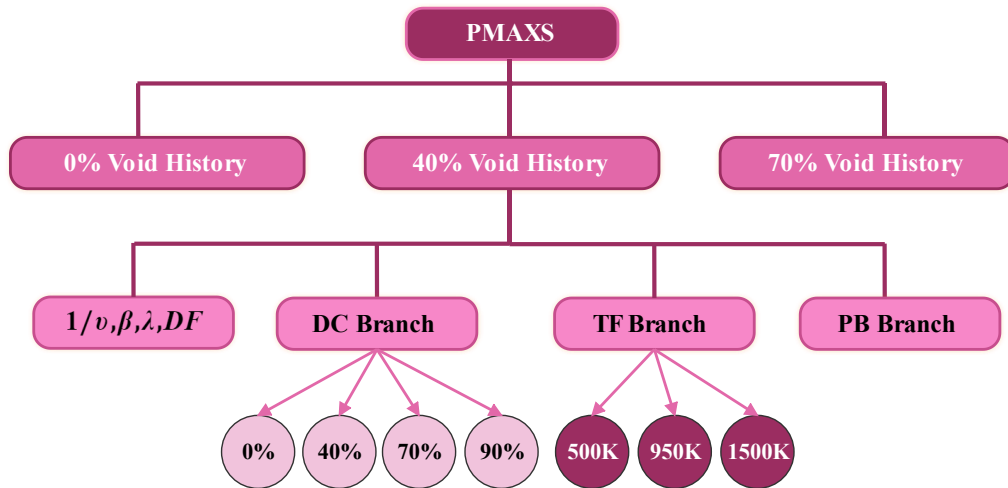 PMAXS
0% Void History
40% Void History
70% Void History
1/υ,β,λ,DF
DC Branch
TF Branch
PB Branch
0%
40%
70%
90%
500K
950K
1500K